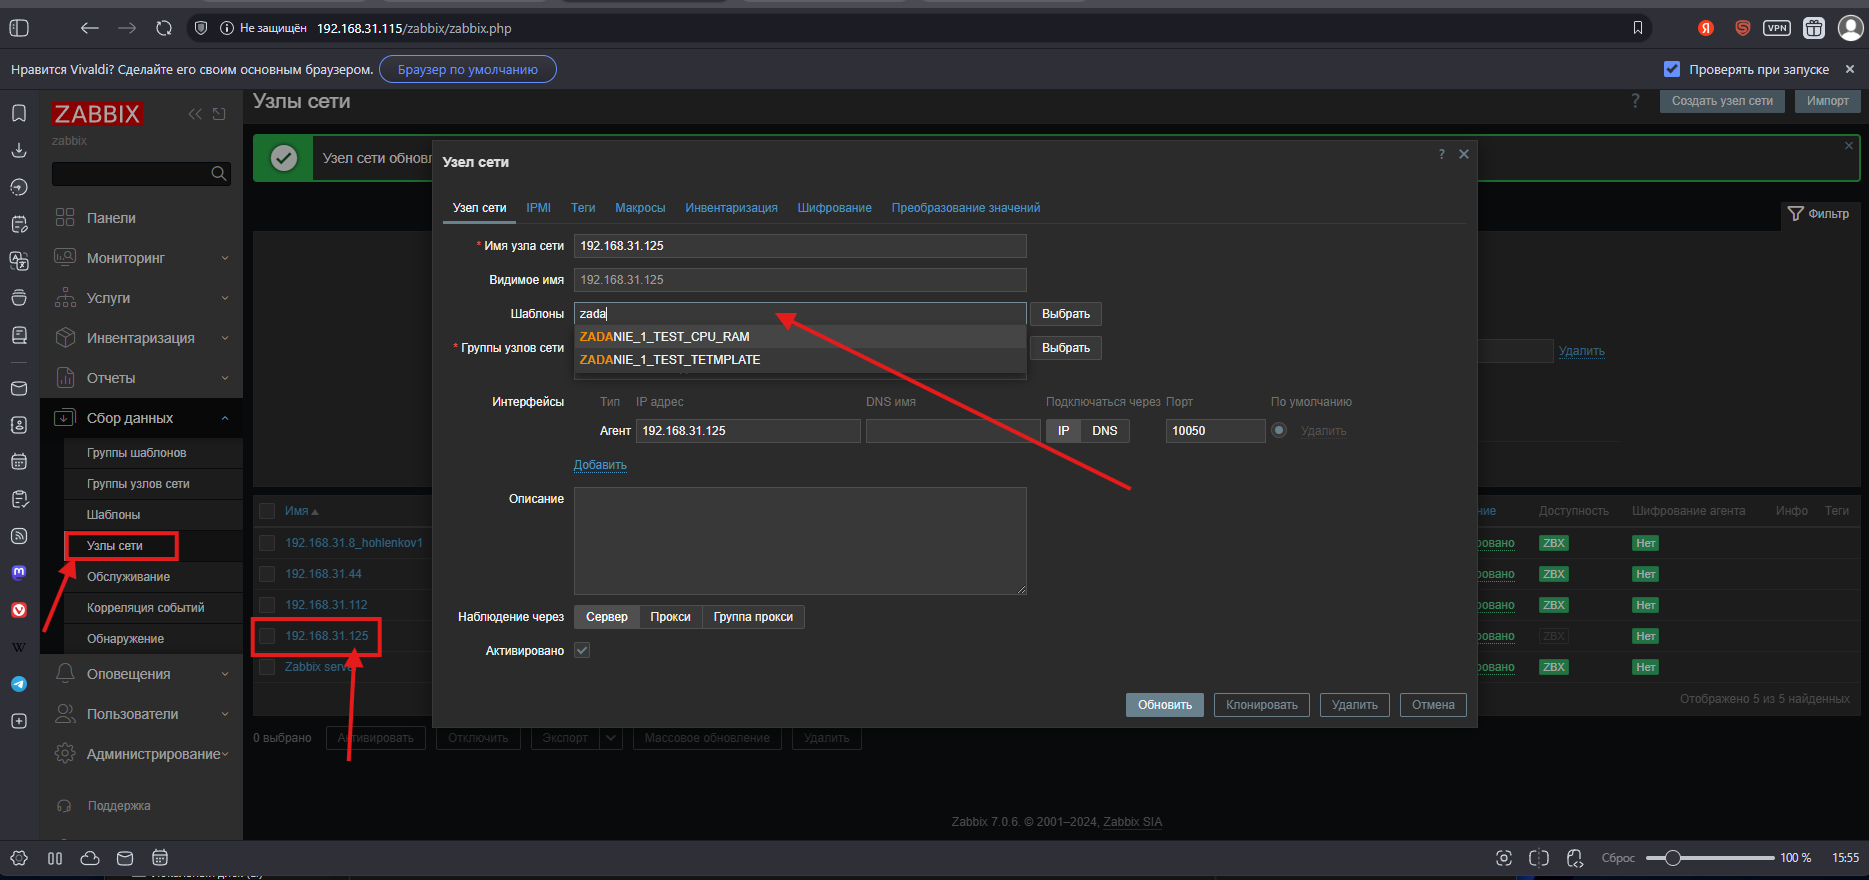 Не защищён 192.168.31.115/zabbix/zabbix.php
Я
VPN
Нравится Vivaldi? Сделайте его своим основным браузером. Браузер по умолчанию
Проверять при запуске
ZABBIX
zabbix
Панели
Мониторинг
Услуги
Инвентаризация
Отчеты
Сбор данных
Группы шаблонов
Группы узлов сети
Шаблоны
Узлы сети
Обслуживание
Корреляция событий
Обнаружение
Оповещения
Пользователи
Администрирование
Поддержка
Узлы сети
? Создать узел сети Импорт
Узел сети обновл
Фильтр
Удалить
Узел сети
?
Узел сети IPMI Теги Макросы Инвентаризация Шифрование Преобразование значений
* Имя узла сети 192.168.31.125
Видимое имя 192.168.31.125
Шаблоны zada Выбрать
ZADANIE_1_TEST_CPU_RAM
* Группы узлов сети Выбрать
ZADANIE_1_TEST_TETMPLATE
Интерфейсы Тип IP адрес DNS имя Подключаться через Порт По умолчанию
Агент 192.168.31.125 IP DNS 10050 Удалить
Добавить
Описание
Наблюдение через Сервер Прокси Группа прокси
Активировано
Обновить Клонировать Удалить Отмена
Имя ние Доступность Шифрование агента Инфо Теги
192.168.31.8_hohlenkov1 ровано ZBX Нет
192.168.31.44 ровано ZBX Нет
192.168.31.112 ровано ZBX Нет
192.168.31.125 ровано ZBX Нет
Zabbix serve ровано ZBX Нет
Отображено 5 из 5 найденных
0 выбрано Активировать Отключить Экспорт Массовое обновление Удалить
Zabbix 7.0.6. © 2001–2024, Zabbix SIA
Сброс 100 % 15:55